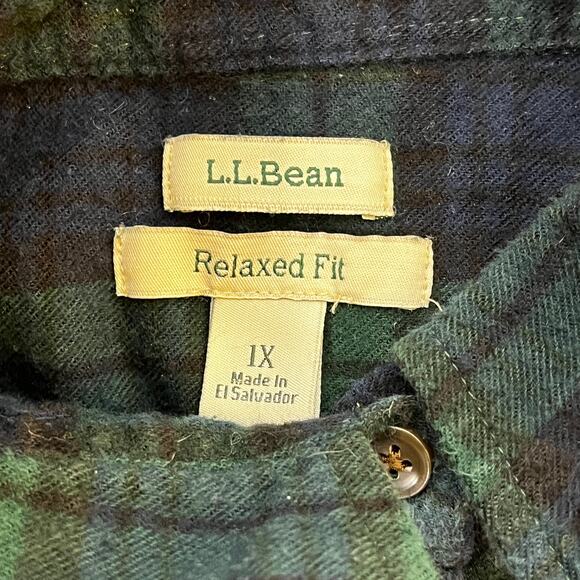 L.L.Bean
Relaxed Fit
1X
Made In
El Salvador